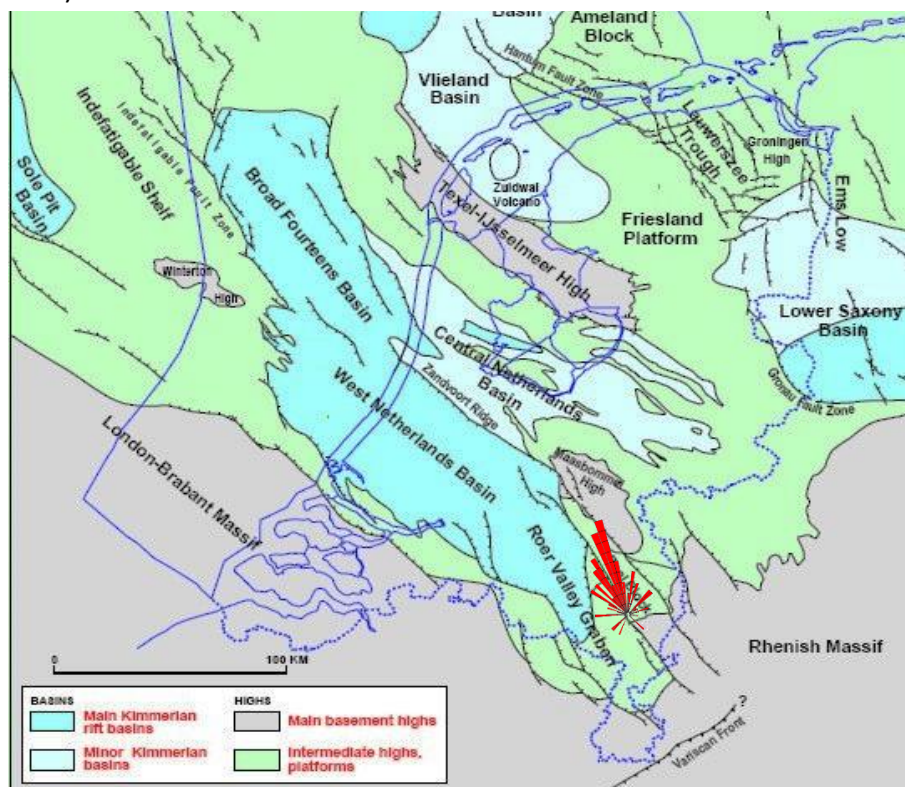 Basin
Ameland
Block
Hantum Fault Zone
Vlieland
Basin
Lauwerszee
Trough
Groningen
High
Ems Low
Indefatigable Shelf
Indefatigable Fault Zone
Sole Pit
Basin
Broad Fourteens Basin
Zuidwal
Volcano
Texel-IJsselmeer High
Friesland
Platform
Winterton
High
Lower Saxony
Basin
Central Netherlands
Basin
Gronau Fault Zone
Zandvoort Ridge
West Netherlands Basin
London-Brabant Massif
Maasbommel
High
Roer Valley Graben
Rhenish Massif
0
100 KM
?
Variscan Front
BASINS
Main Kimmerian
rift basins
Minor Kimmerian
basins
HIGHS
Main basement highs
Intermediate highs,
platforms